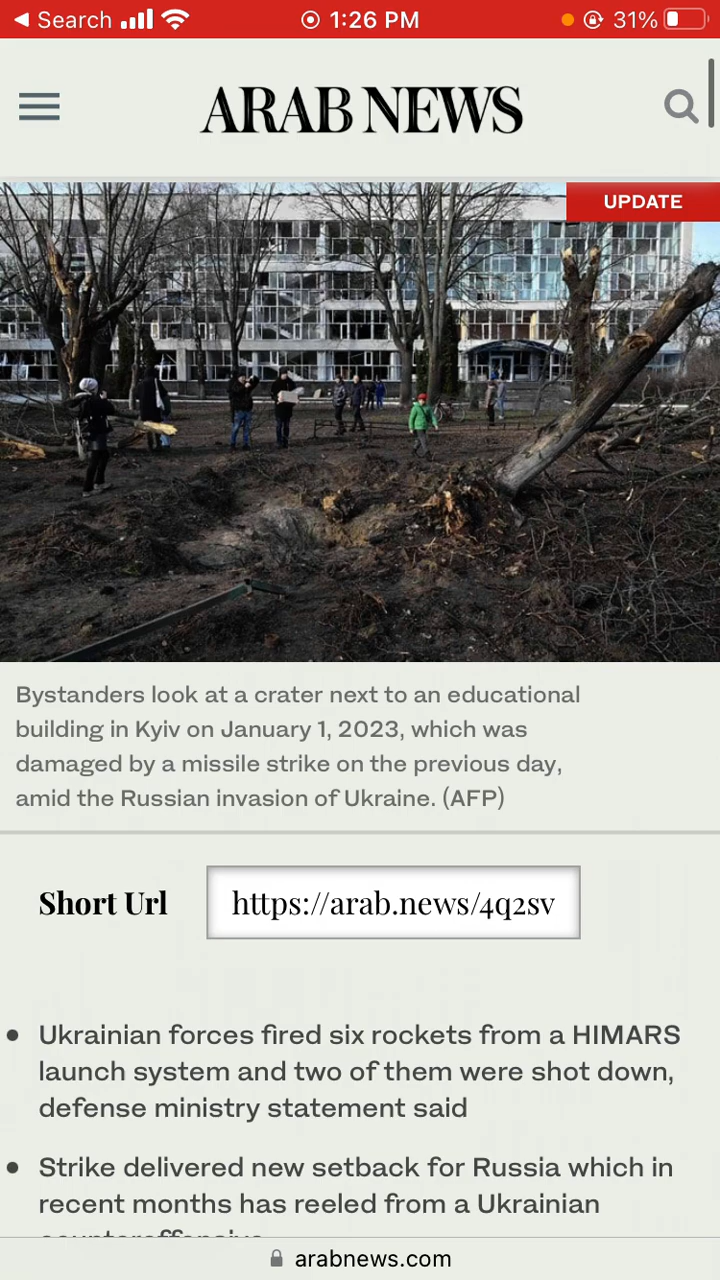 Search 1:26 PM 31%
ARAB NEWS
UPDATE
Bystanders look at a crater next to an educational
building in Kyiv on January 1, 2023, which was
damaged by a missile strike on the previous day,
amid the Russian invasion of Ukraine. (AFP)
Short Url https://arab.news/4q2sv
• Ukrainian forces fired six rockets from a HIMARS
launch system and two of them were shot down,
defense ministry statement said
• Strike delivered new setback for Russia which in
recent months has reeled from a Ukrainian
counteroffensive
arabnews.com